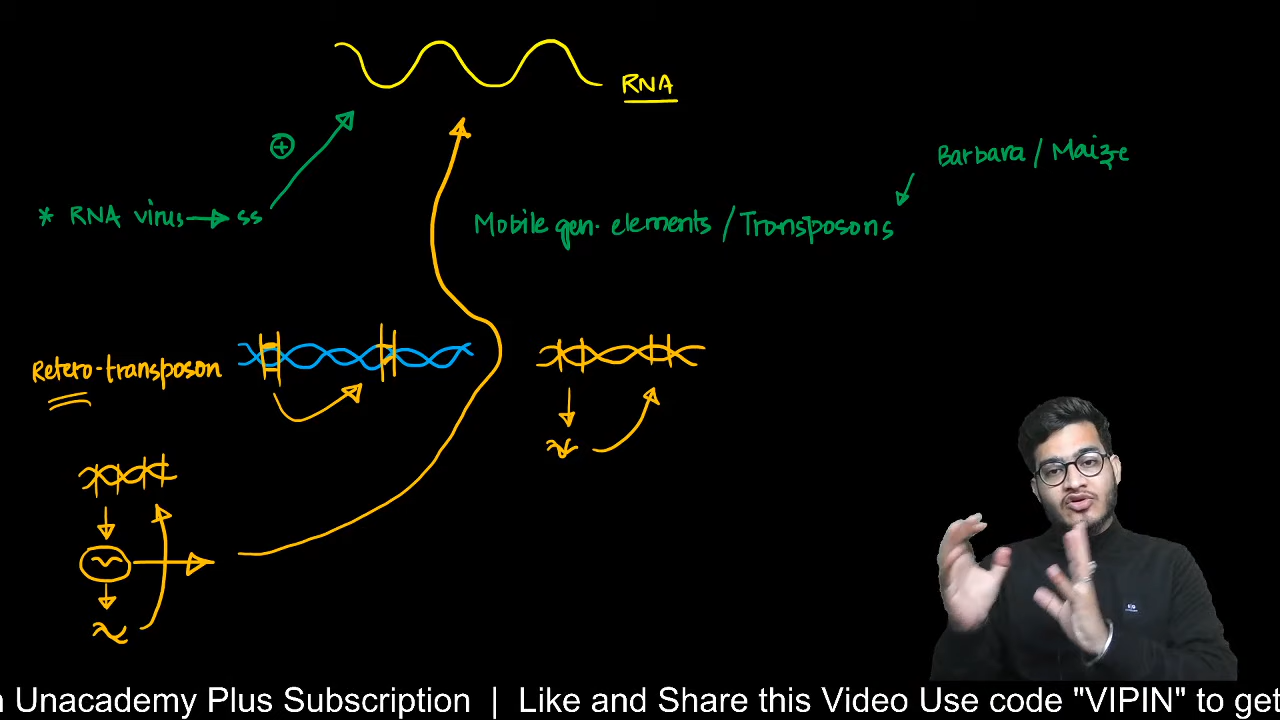 RNA
+
Barbara / Maize
* RNA virus → ss
Mobile gen. elements / Transposons
Retero-transposon
n Unacademy Plus Subscription | Like and Share this Video Use code "VIPIN" to get